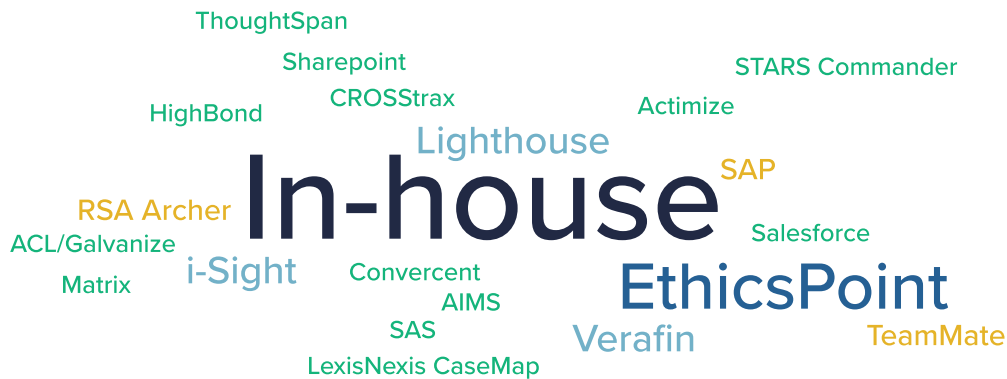 ThoughtSpan
Sharepoint
STARS Commander
CROSStrax
Actimize
HighBond
Lighthouse
SAP
In-house
RSA Archer
Salesforce
ACL/Galvanize
i-Sight
Convercent
Matrix
EthicsPoint
AIMS
SAS
Verafin
TeamMate
LexisNexis CaseMap